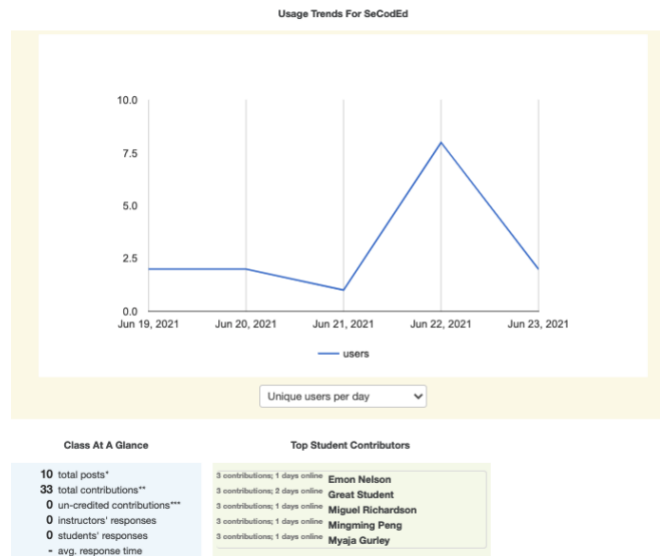 Usage Trends For SeCodEd
10.0
7.5
5.0
2.5
0.0
Jun 19, 2021 Jun 20, 2021 Jun 21, 2021 Jun 22, 2021 Jun 23, 2021
users
Unique users per day
Class At A Glance
10 total posts*
33 total contributions**
0 un-credited contributions***
0 instructors' responses
0 students' responses
- avg. response time
Top Student Contributors
3 contributions; 1 days online Emon Nelson
3 contributions; 2 days online Great Student
3 contributions; 1 days online Miguel Richardson
3 contributions; 1 days online Mingming Peng
3 contributions; 1 days online Myaja Gurley